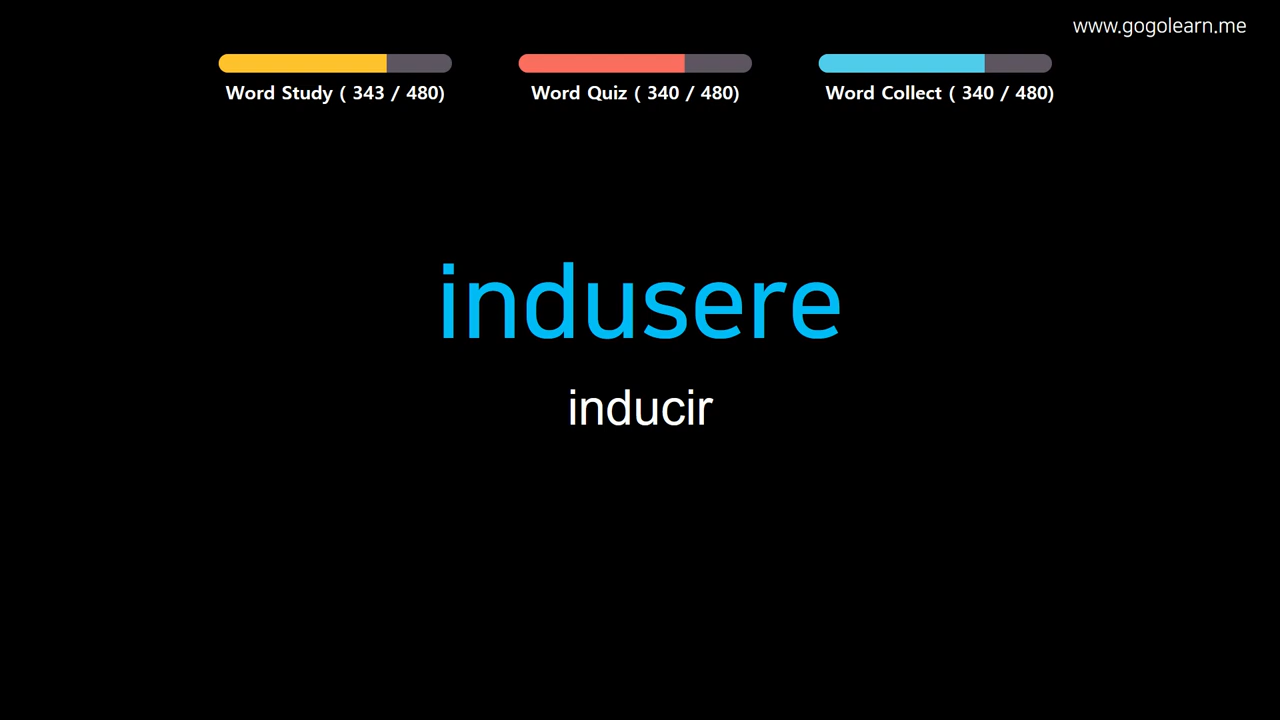 www.gogolearn.me
Word Study ( 343 / 480)
Word Quiz ( 340 / 480)
Word Collect ( 340 / 480)
indusere
inducir